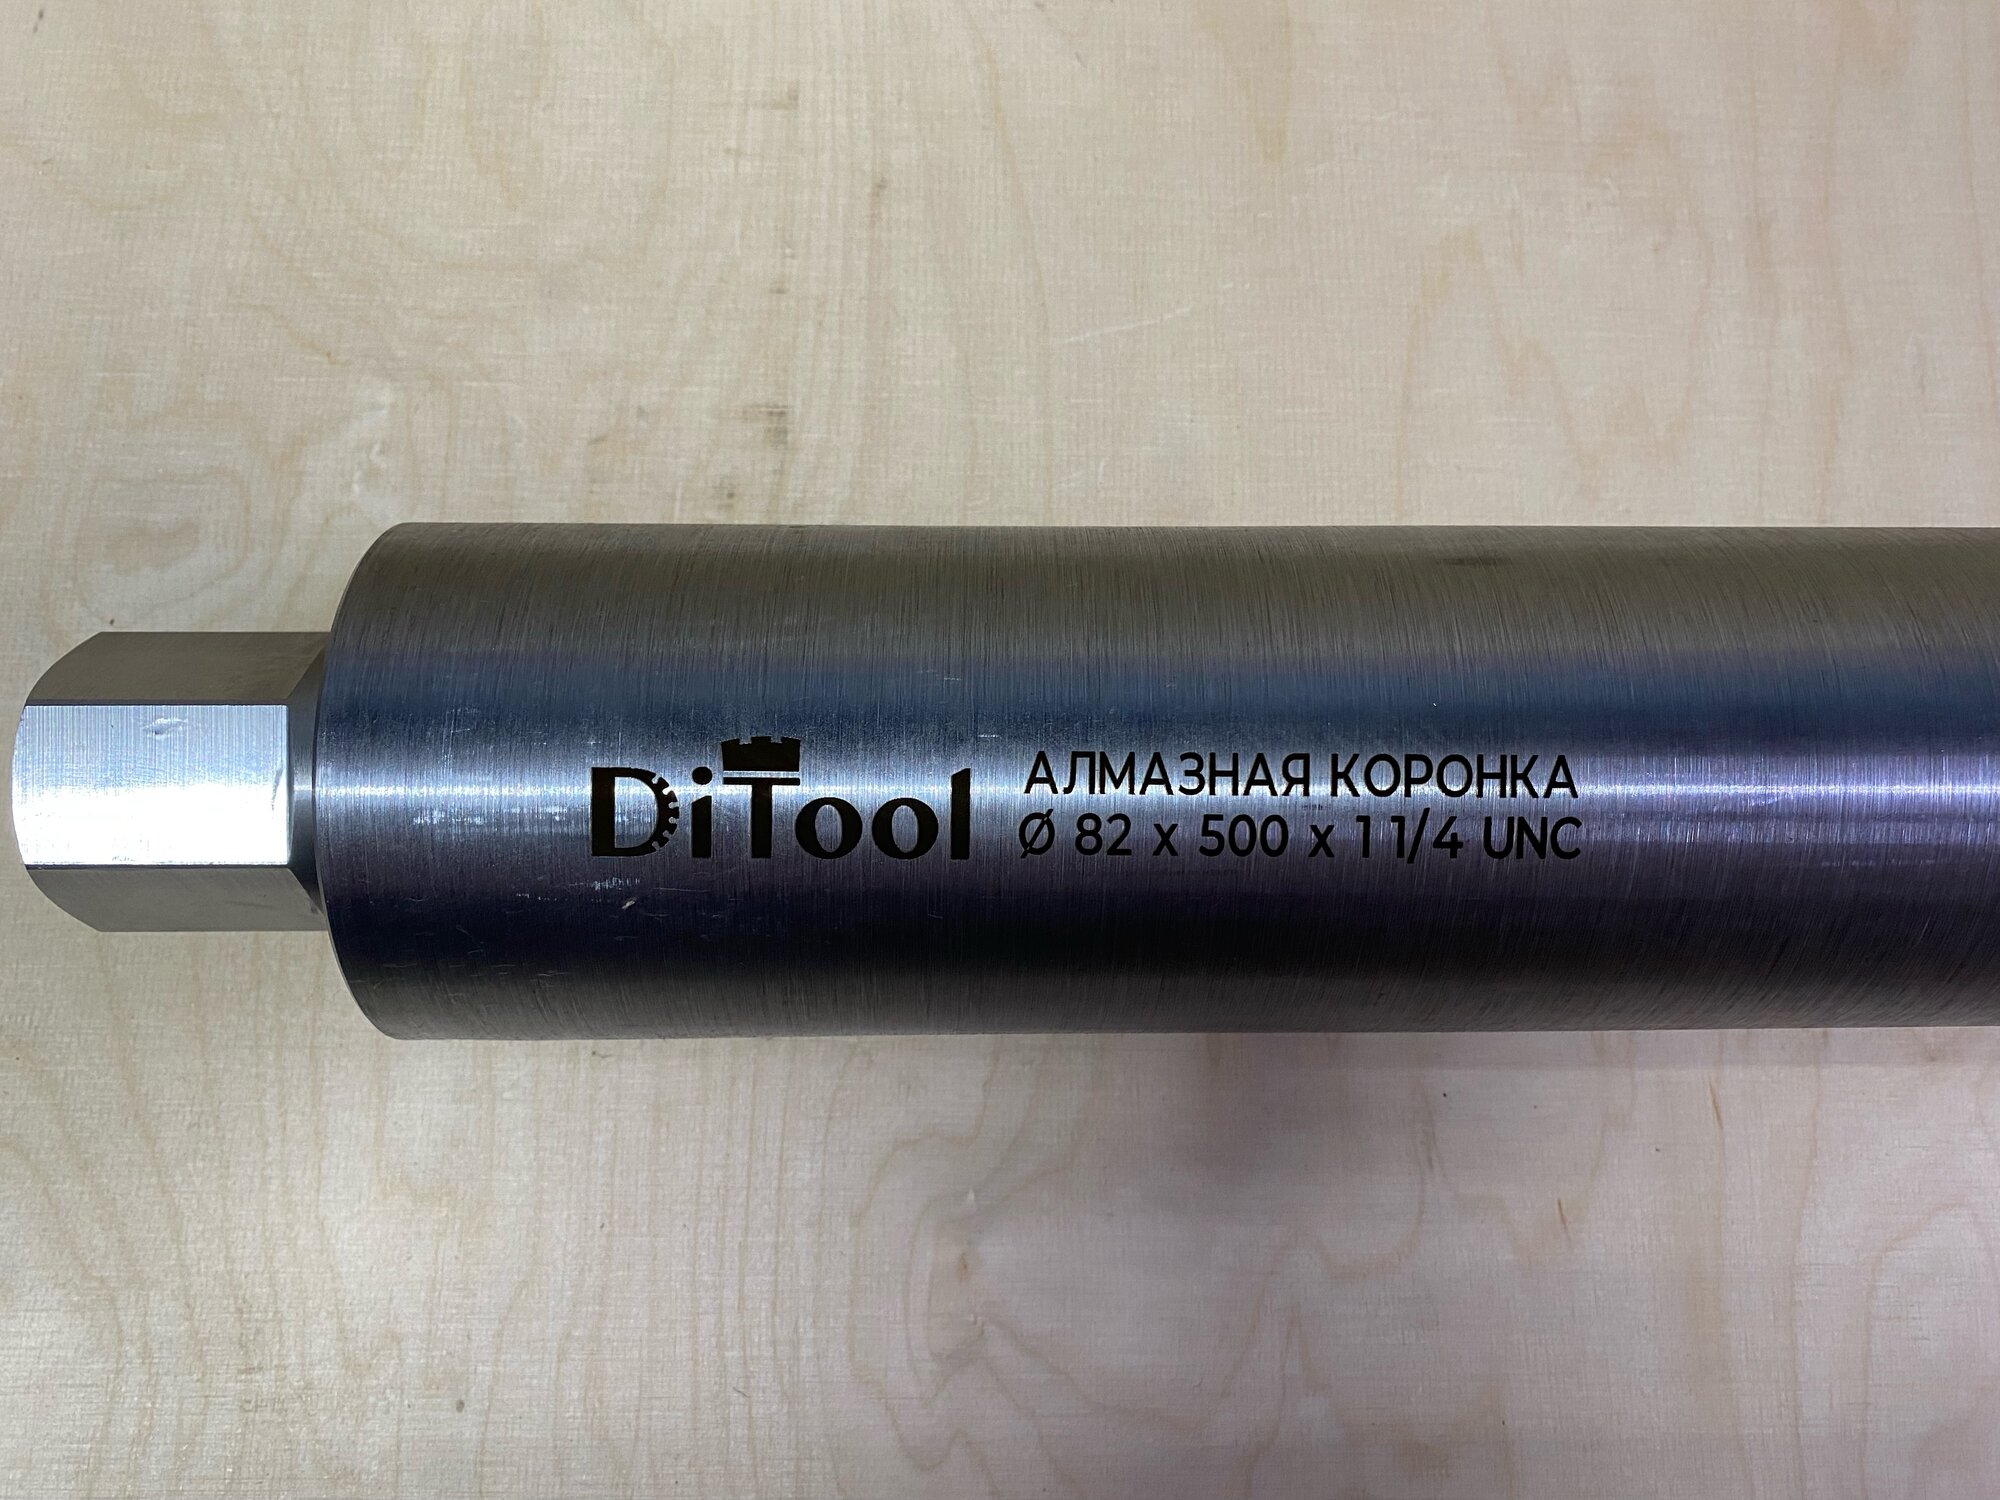 DiTool
АЛМАЗНАЯ КОРОНКА
Ø 82 x 500 x 1 1/4 UNC